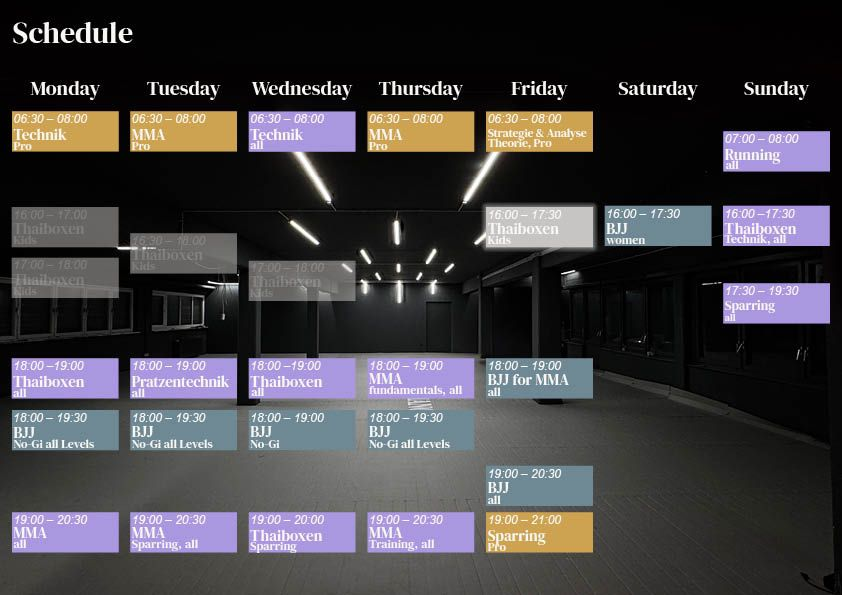 Schedule
Monday
Tuesday
Wednesday
Thursday
Friday
Saturday
Sunday
06:30 – 08:00
Technik
Pro
06:30 – 08:00
MMA
Pro
06:30 – 08:00
Technik
all
06:30 – 08:00
MMA
Pro
06:30 – 08:00
Strategie & Analyse
Theorie, Pro
07:00 – 08:00
Running
all
16:00 – 17:00
Thaiboxen
Kids
16:30 – 18:00
Thaiboxen
Kids
16:00 – 17:30
Thaiboxen
Kids
16:00 – 17:30
BJJ
women
16:00 –17:30
Thaiboxen
Technik, all
17:00 – 18:00
Thaiboxen
Kids
17:00 – 18:00
Thaiboxen
Kids
17:30 – 19:30
Sparring
all
18:00 –19:00
Thaiboxen
all
18:00 – 19:00
Pratzentechnik
all
18:00 –19:00
Thaiboxen
all
18:00 – 19:00
MMA
fundamentals, all
18:00 – 19:00
BJJ for MMA
all
18:00 – 19:30
BJJ
No-Gi all Levels
18:00 – 19:30
BJJ
No-Gi all Levels
18:00 – 19:00
BJJ
No-Gi
18:00 – 19:30
BJJ
No-Gi all Levels
19:00 – 20:30
BJJ
all
19:00 – 20:30
MMA
all
19:00 – 20:30
MMA
Sparring, all
19:00 – 20:00
Thaiboxen
Sparring
19:00 – 20:30
MMA
Training, all
19:00 – 21:00
Sparring
Pro